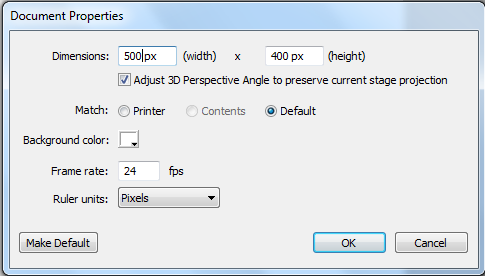 Document Properties
Dimensions: 500 px (width) x 400 px (height)
Adjust 3D Perspective Angle to preserve current stage projection
Match: Printer Contents Default
Background color:
Frame rate: 24 fps
Ruler units: Pixels
Make Default OK Cancel